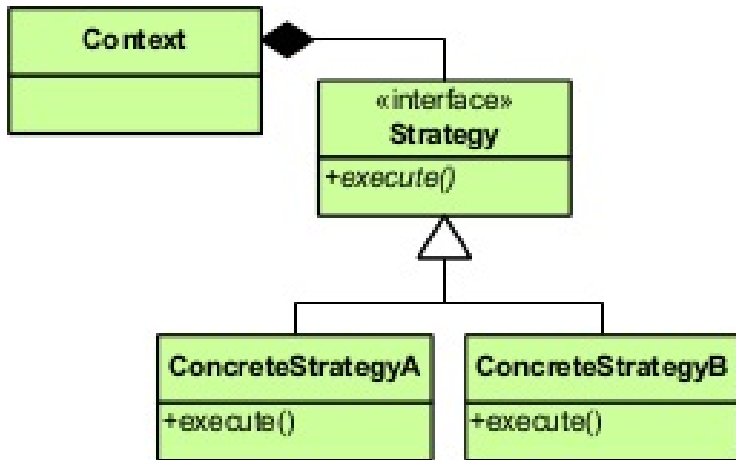 Context
«interface»
Strategy
+execute()
ConcreteStrategyA
+execute()
ConcreteStrategyB
+execute()